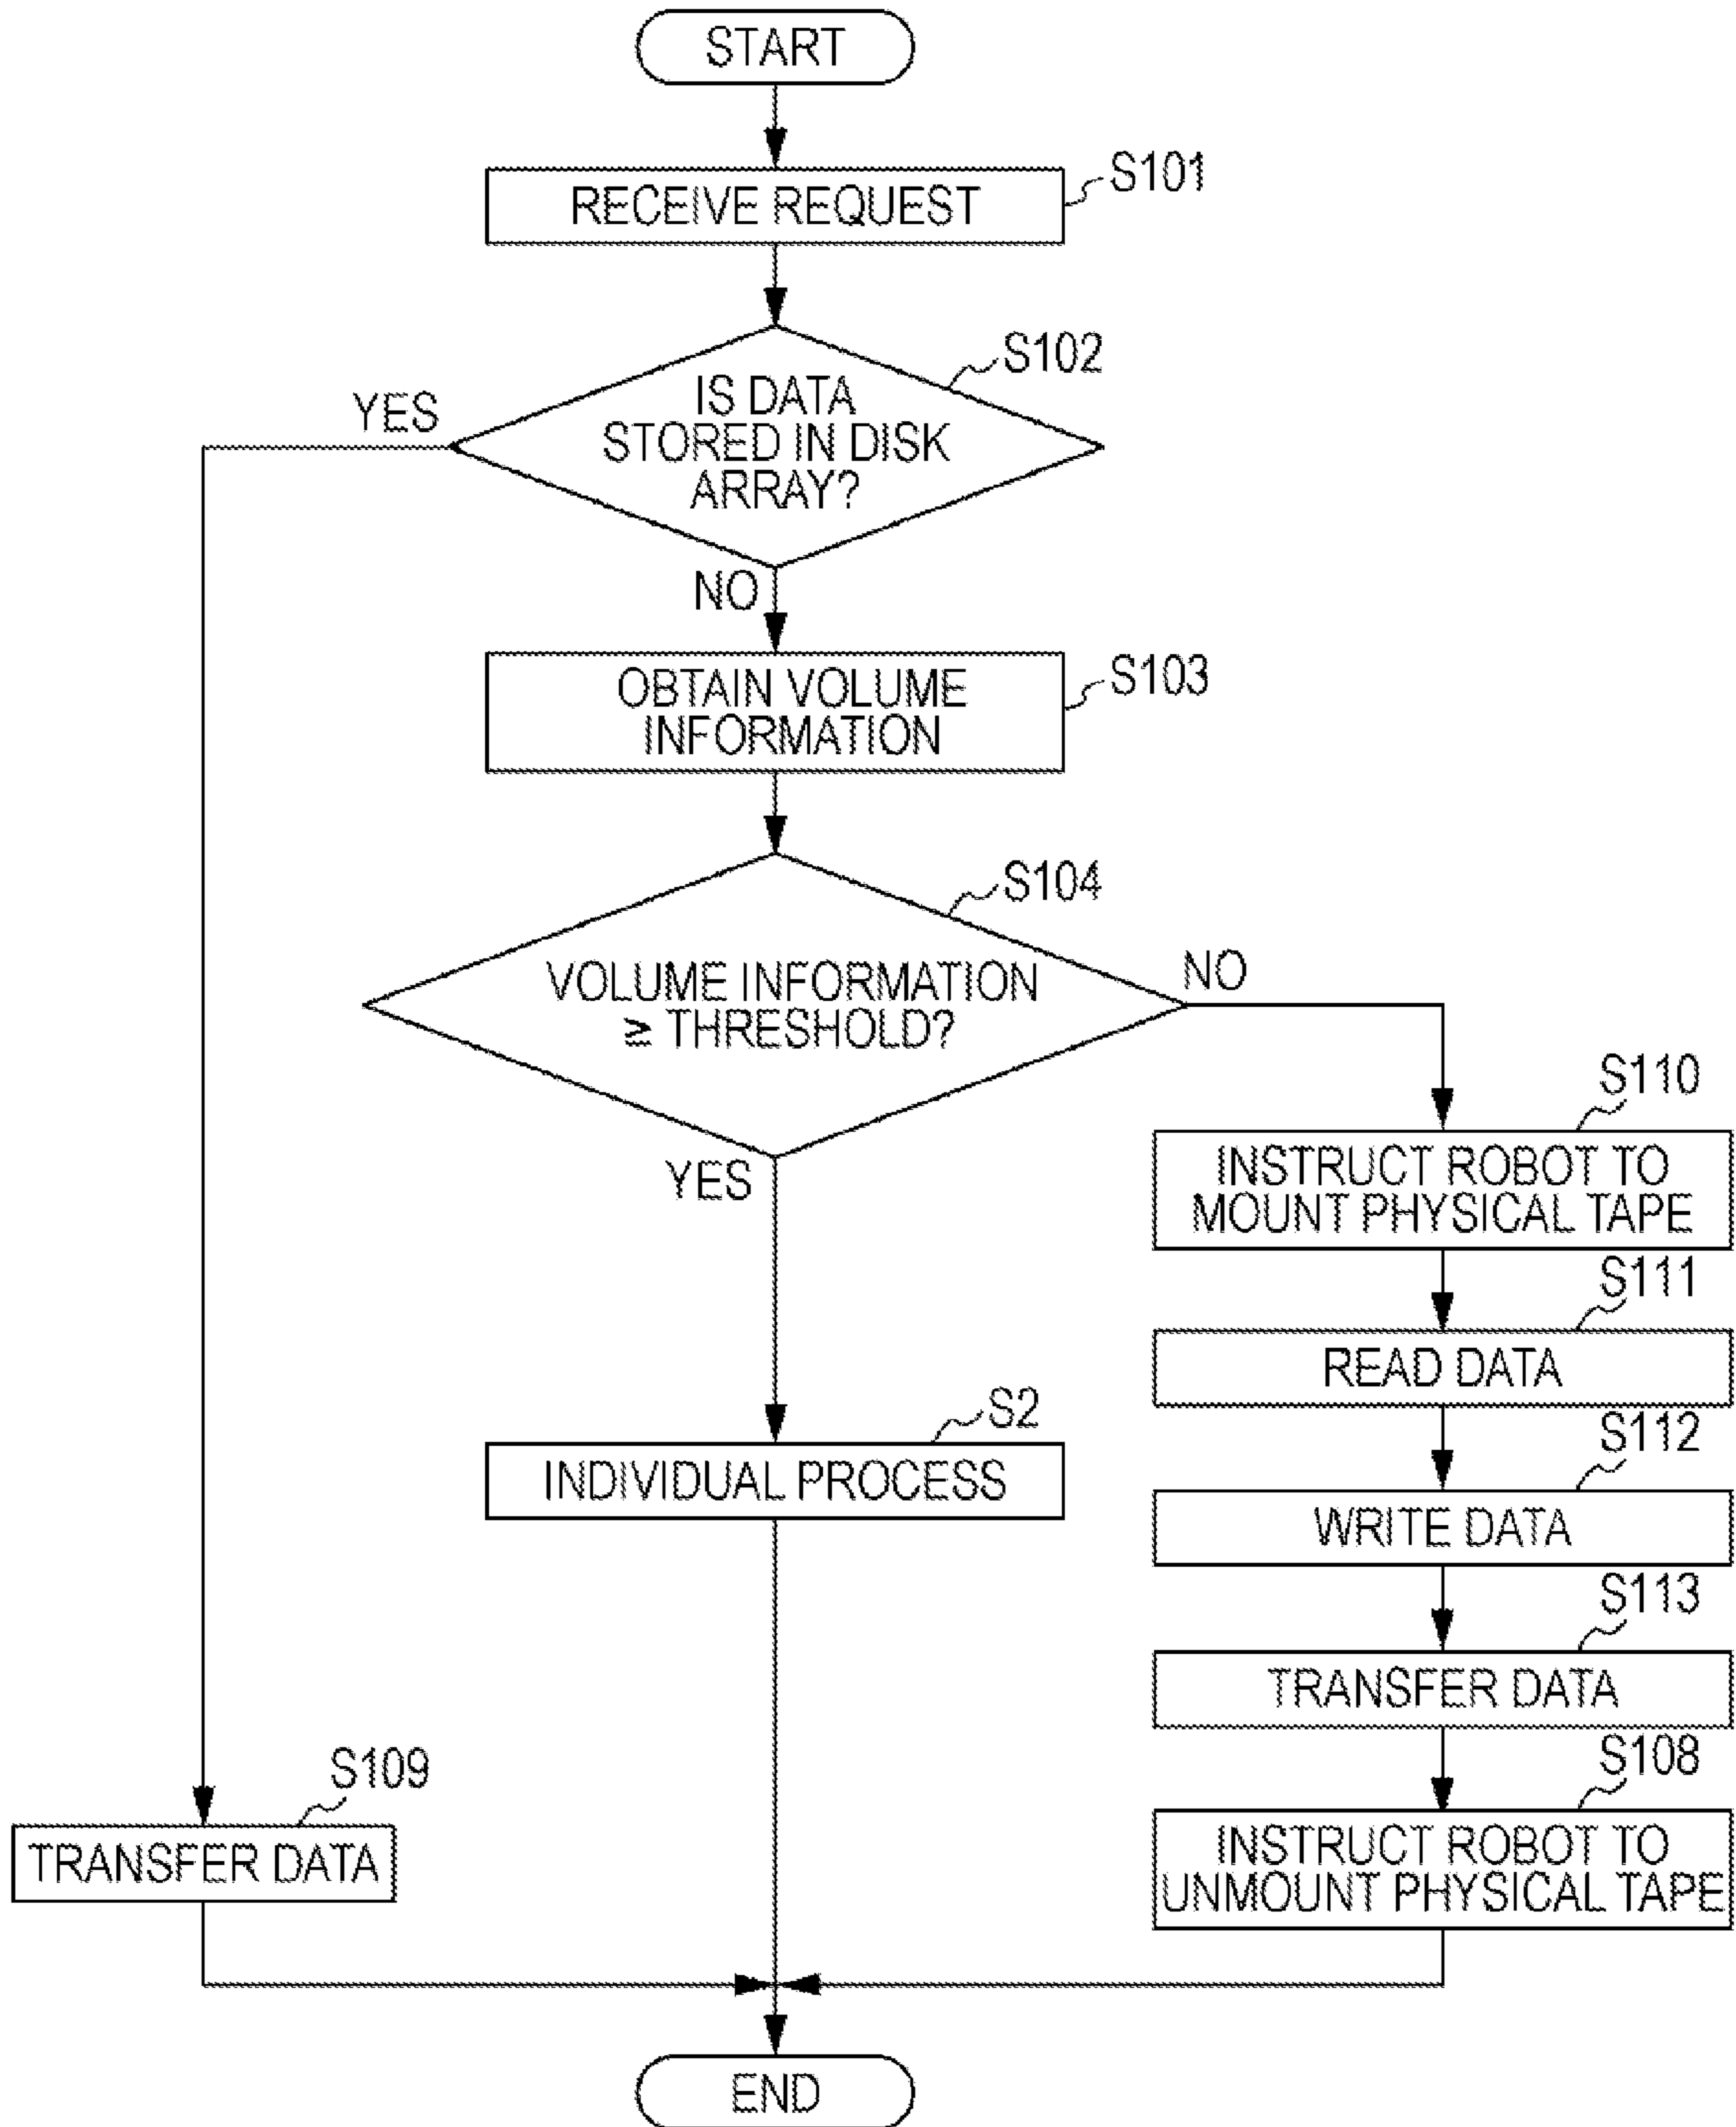 START
RECEIVE REQUEST
S101
S102
IS DATA
STORED IN DISK
ARRAY?
YES
NO
OBTAIN VOLUME
INFORMATION
S103
S104
VOLUME INFORMATION
≥ THRESHOLD?
NO
YES
S110
INSTRUCT ROBOT TO
MOUNT PHYSICAL TAPE
S111
READ DATA
S2
INDIVIDUAL PROCESS
S112
WRITE DATA
S113
TRANSFER DATA
S109
TRANSFER DATA
S108
INSTRUCT ROBOT TO
UNMOUNT PHYSICAL TAPE
END